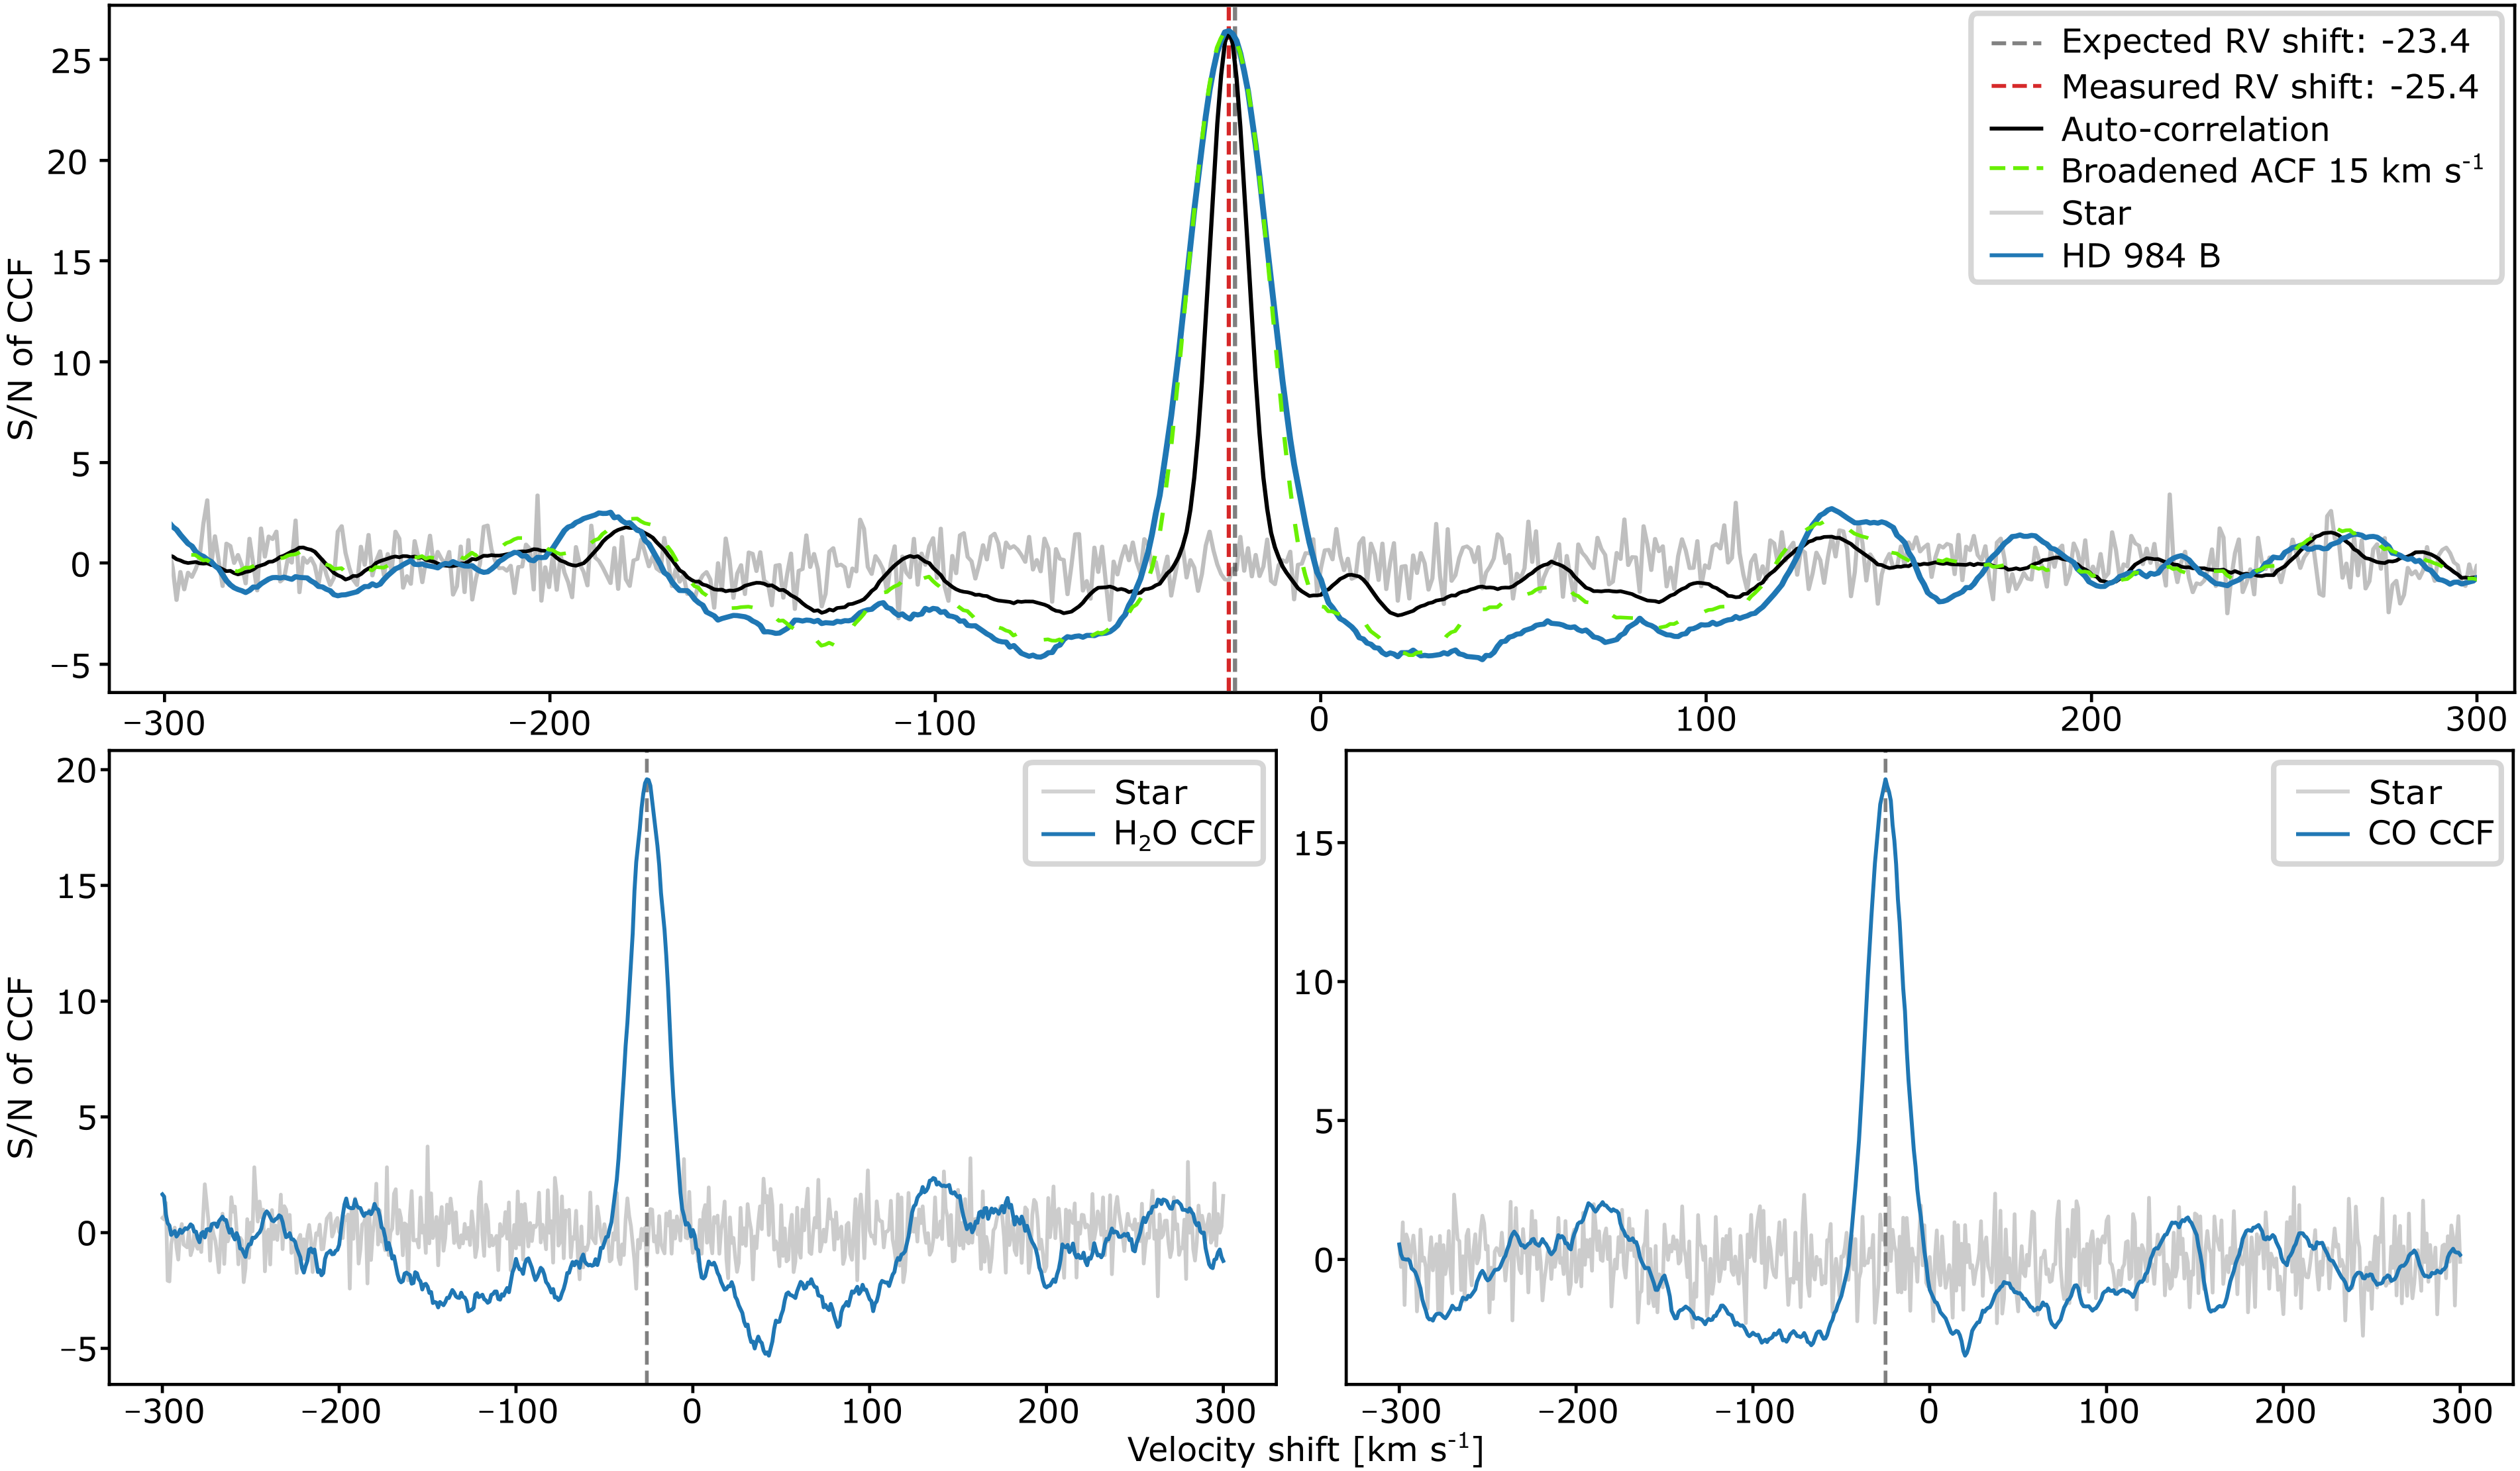 25
20
15
10
5
0
−5
S/N of CCF
Expected RV shift: -23.4
Measured RV shift: -25.4
Auto-correlation
Broadened ACF 15 km s-1
Star
HD 984 B
−300
−200
−100
0
100
200
300
20
15
10
5
0
−5
S/N of CCF
Star
H2O CCF
−300
−200
−100
0
100
200
300
15
10
5
0
Star
CO CCF
−300
−200
−100
0
100
200
300
Velocity shift [km s-1]